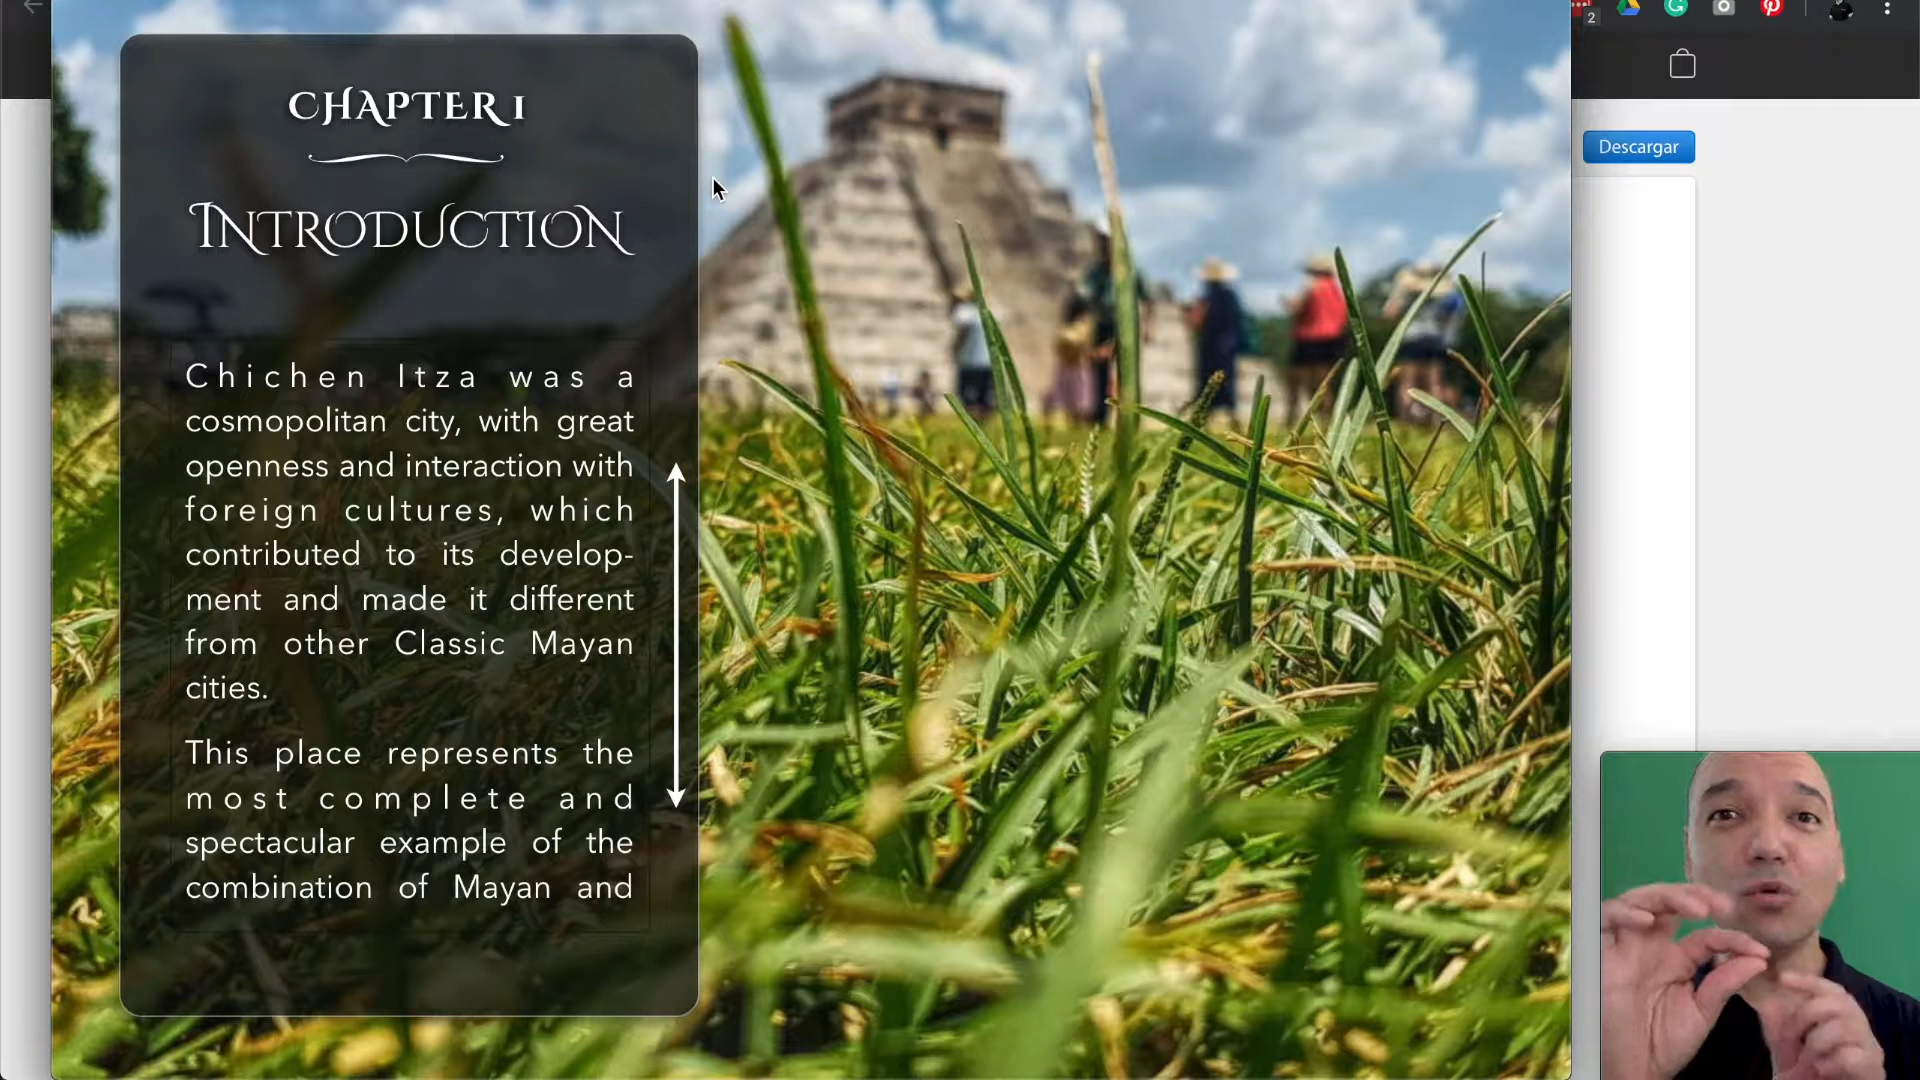 CHAPTER I
INTRODUCTION
Chichen Itza was a
cosmopolitan city, with great
openness and interaction with
foreign cultures, which
contributed to its develop-
ment and made it different
from other Classic Mayan
cities.
This place represents the
most complete and
spectacular example of the
combination of Mayan and
2
Descargar